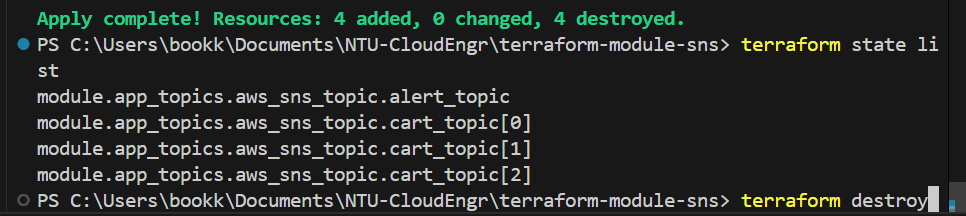 Apply complete! Resources: 4 added, 0 changed, 4 destroyed.
PS C:\Users\bookk\Documents\NTU-CloudEngr\terraform-module-sns> terraform state li
st
module.app_topics.aws_sns_topic.alert_topic
module.app_topics.aws_sns_topic.cart_topic[0]
module.app_topics.aws_sns_topic.cart_topic[1]
module.app_topics.aws_sns_topic.cart_topic[2]
PS C:\Users\bookk\Documents\NTU-CloudEngr\terraform-module-sns> terraform destroy